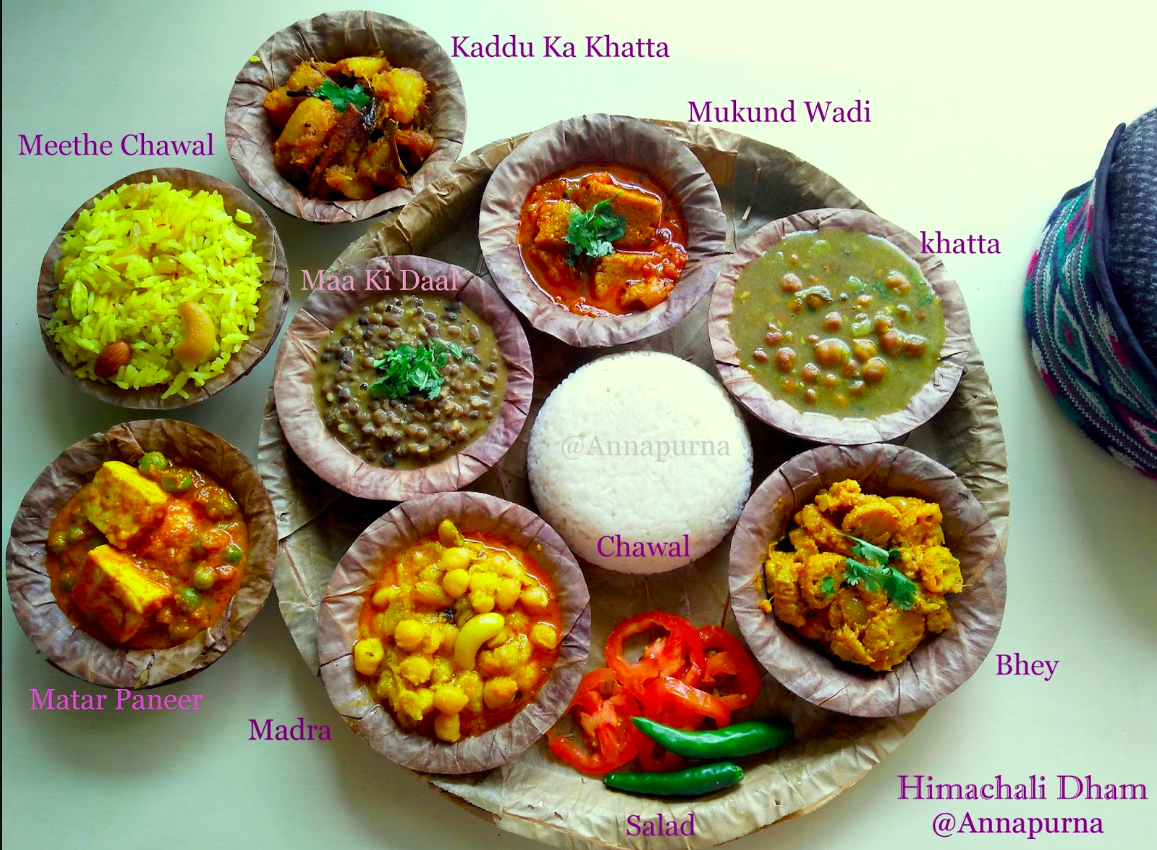 Kaddu Ka Khatta
Mukund Wadi
Meethe Chawal
khatta
Maa Ki Daal
@Annapurna
Chawal
Bhey
Matar Paneer
Madra
Salad
Himachali Dham
@Annapurna